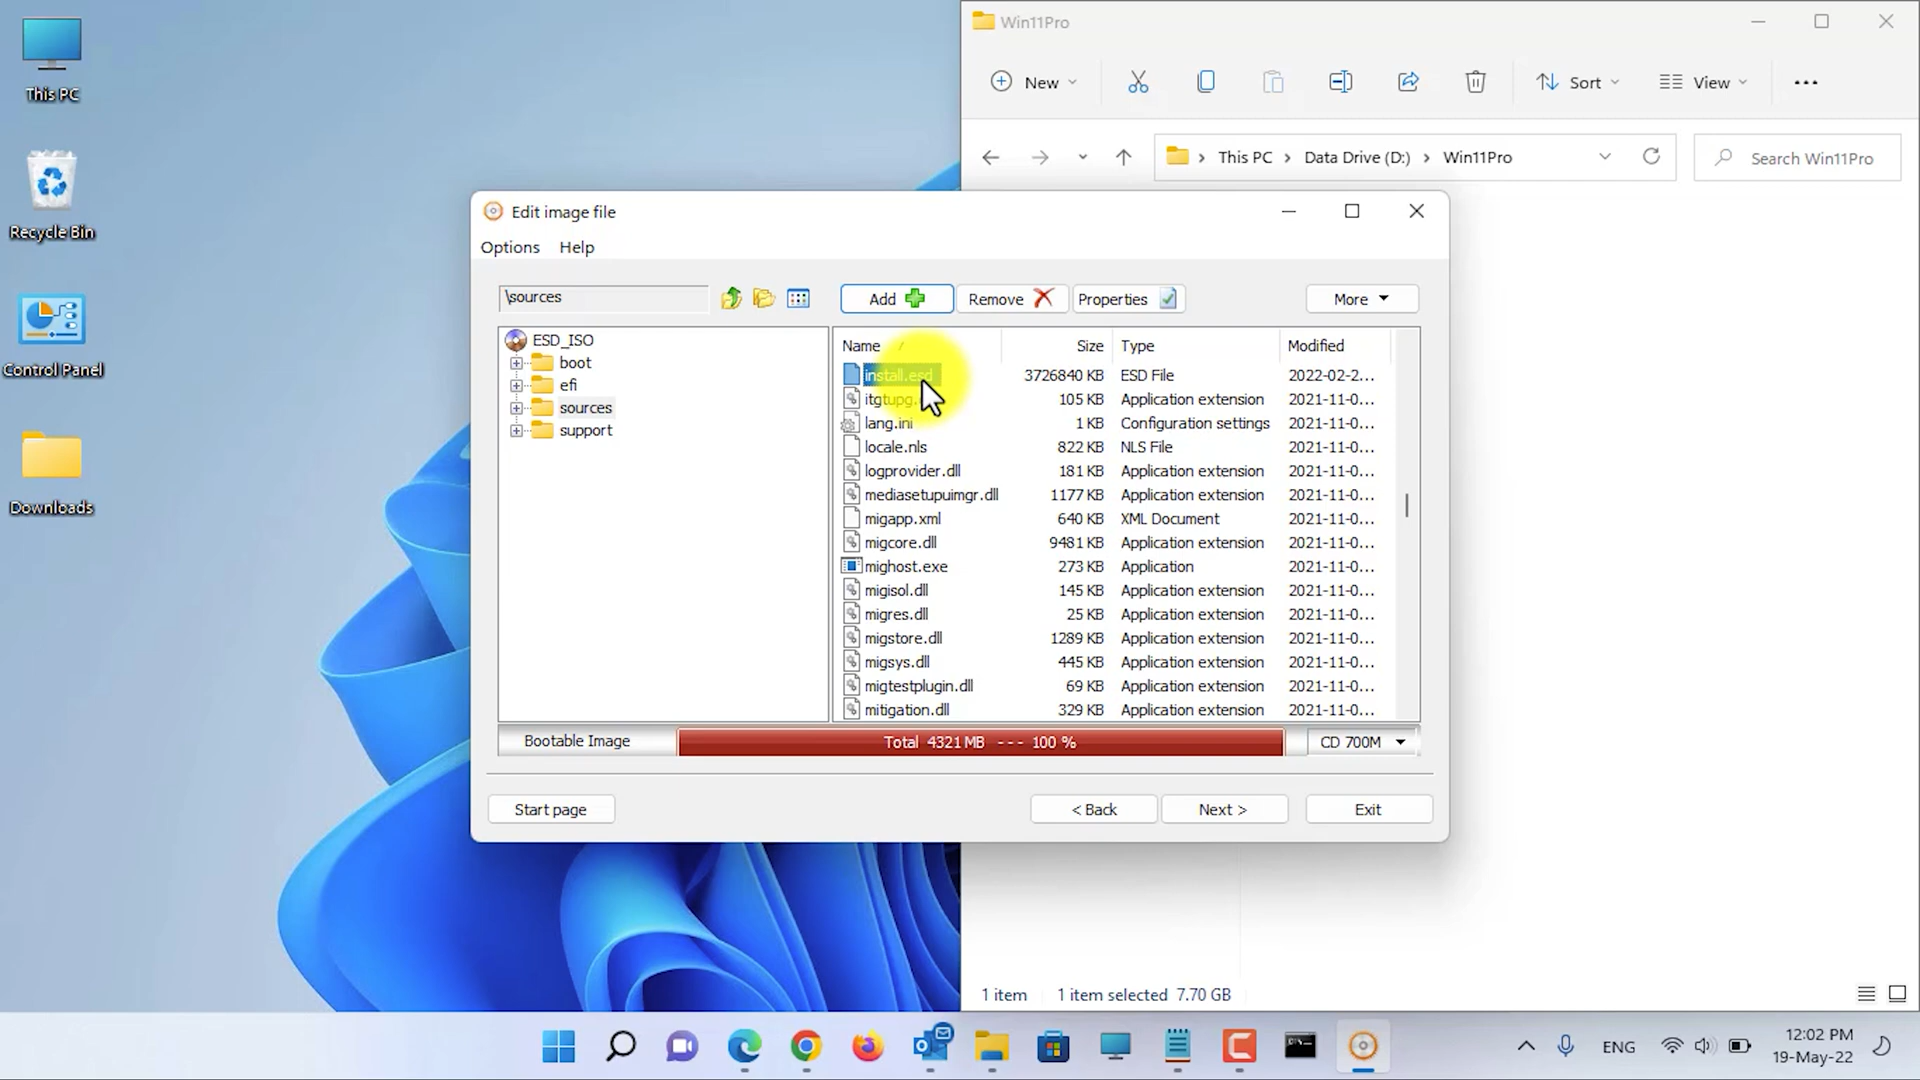 This PC
Recycle Bin
Control Panel
Downloads
Win11Pro
New
Sort
View
This PC
Data Drive (D:)
Win11Pro
Search Win11Pro
Edit image file
Options Help
\sources
Add
Remove
Properties
More
ESD_ISO
boot
efi
sources
support
Name / Size Type Modified
install.esd 3726840 KB ESD File 2022-02-2...
itgtupg. 105 KB Application extension 2021-11-0...
lang.ini 1 KB Configuration settings 2021-11-0...
locale.nls 822 KB NLS File 2021-11-0...
logprovider.dll 181 KB Application extension 2021-11-0...
mediasetupuimgr.dll 1177 KB Application extension 2021-11-0...
migapp.xml 640 KB XML Document 2021-11-0...
migcore.dll 9481 KB Application extension 2021-11-0...
mighost.exe 273 KB Application 2021-11-0...
migisol.dll 145 KB Application extension 2021-11-0...
migres.dll 25 KB Application extension 2021-11-0...
migstore.dll 1289 KB Application extension 2021-11-0...
migsys.dll 445 KB Application extension 2021-11-0...
migtestplugin.dll 69 KB Application extension 2021-11-0...
mitigation.dll 329 KB Application extension 2021-11-0...
Bootable Image
Total 4321 MB --- 100 %
CD 700M
Start page
< Back
Next >
Exit
1 item 1 item selected 7.70 GB
ENG
12:02 PM
19-May-22